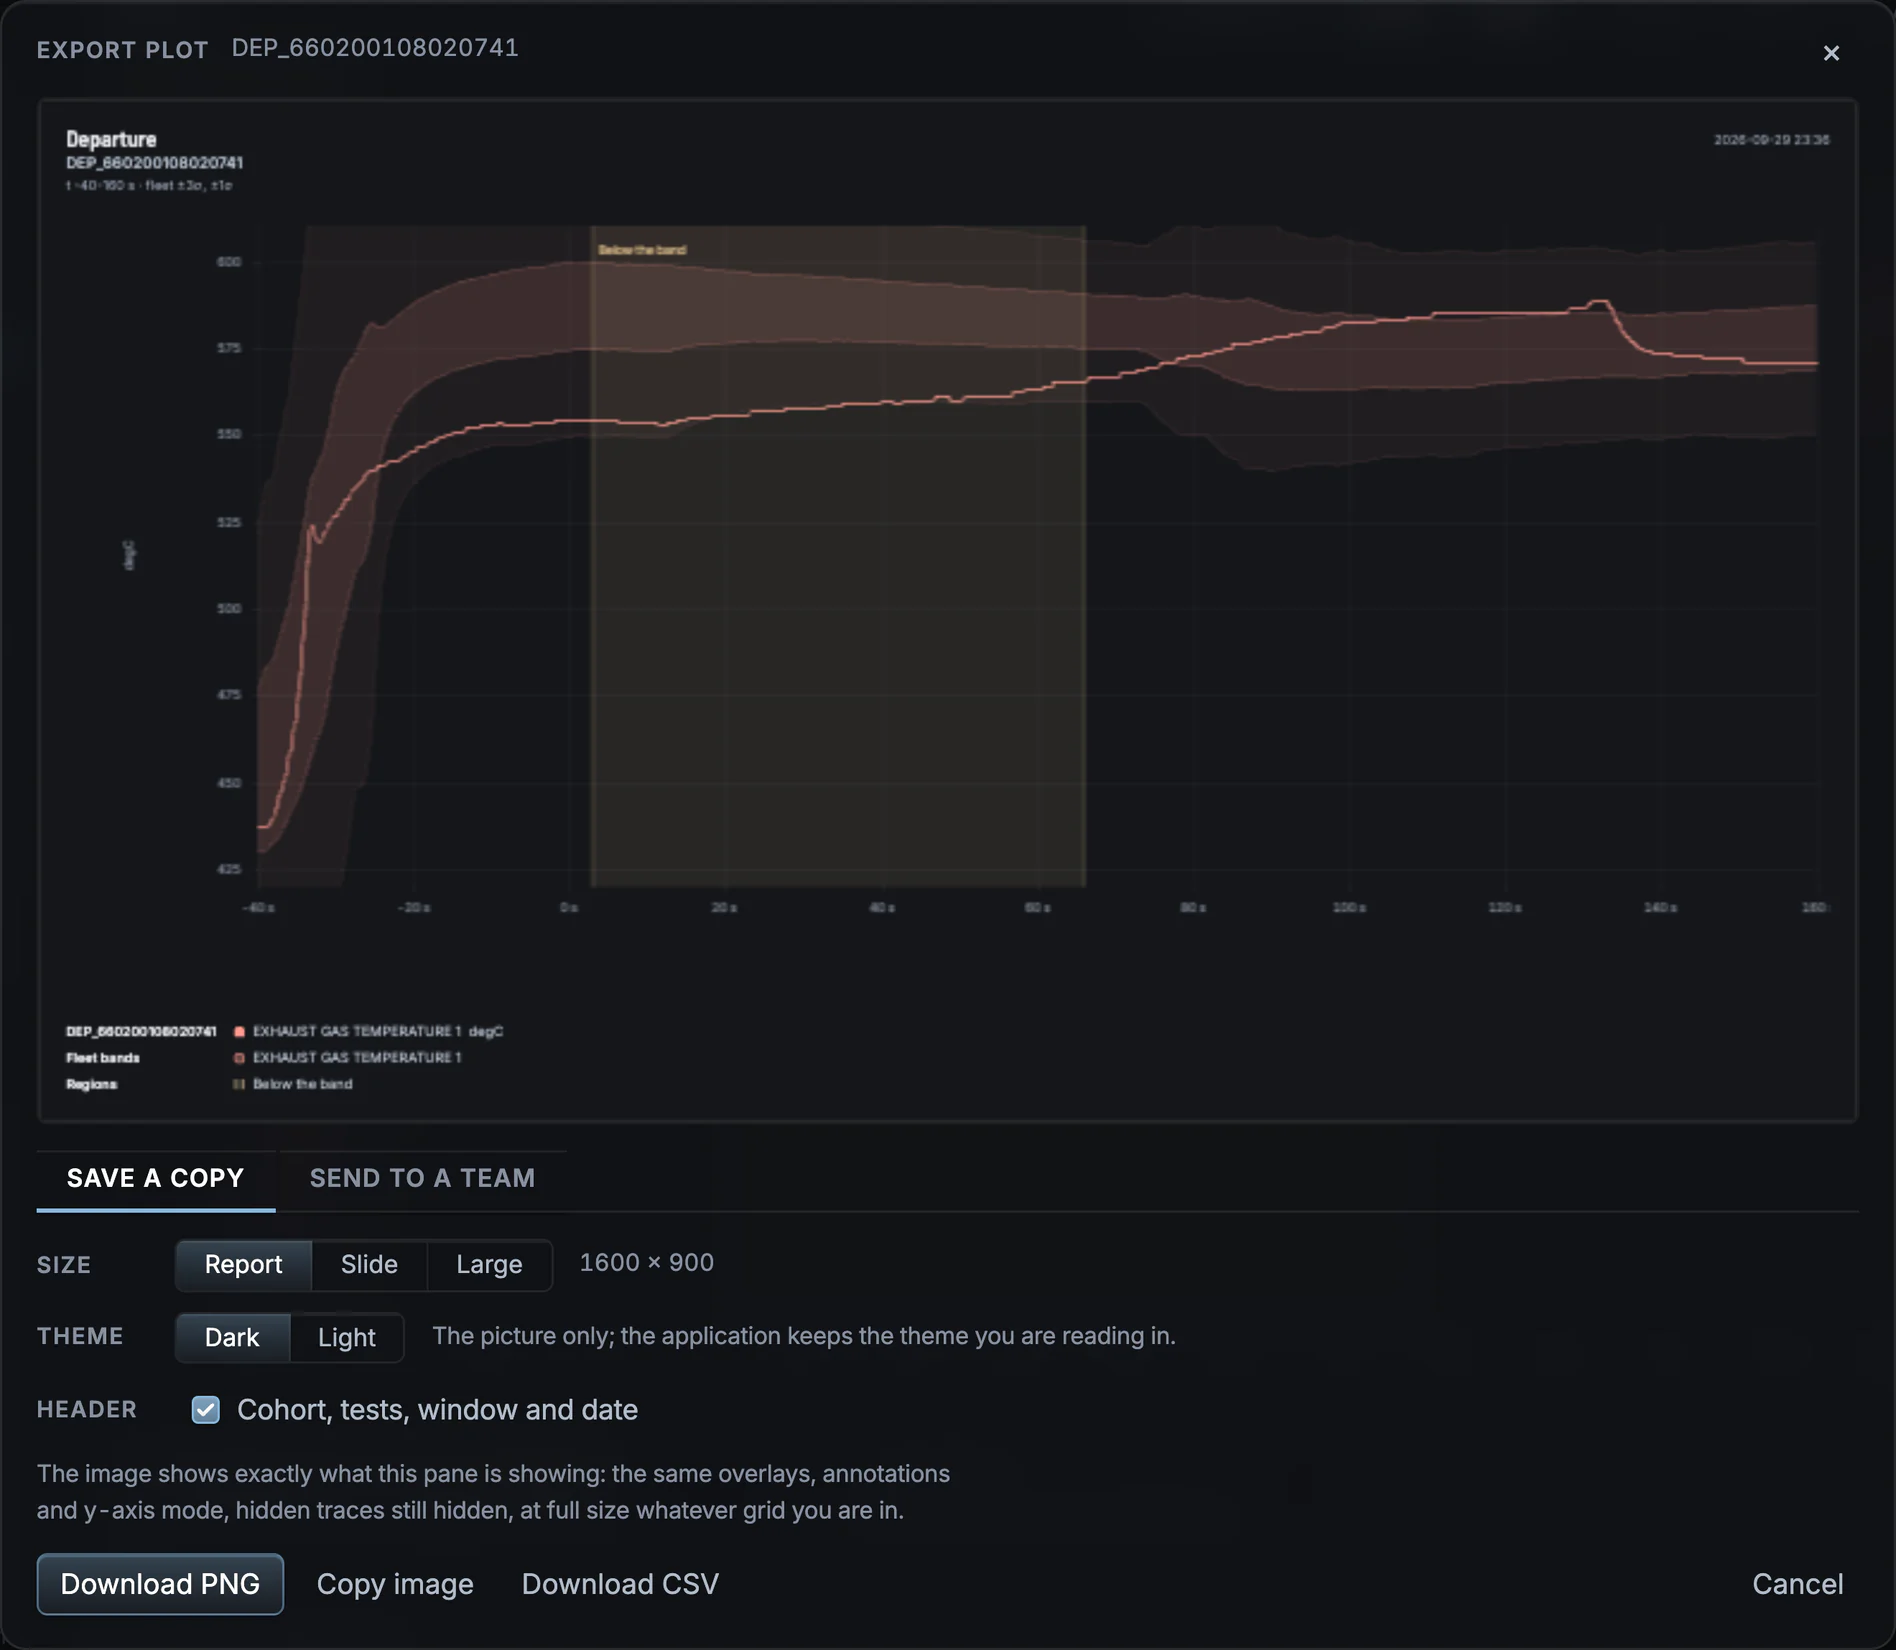 EXPORT PLOT DEP_660200108020741
×
Departure
2026-09-29 23:36
DEP_660200108020741
t -40-160 s · fleet ±3σ, ±1σ
Below the band
600
575
550
525
degC
500
475
450
425
-40 s -20 s 0 s 20 s 40 s 60 s 80 s 100 s 120 s 140 s 160
DEP_660200108020741 EXHAUST GAS TEMPERATURE 1 degC
Fleet bands EXHAUST GAS TEMPERATURE 1
Regions Below the band
SAVE A COPY SEND TO A TEAM
SIZE Report Slide Large 1600 × 900
THEME Dark Light The picture only; the application keeps the theme you are reading in.
HEADER Cohort, tests, window and date
The image shows exactly what this pane is showing: the same overlays, annotations
and y-axis mode, hidden traces still hidden, at full size whatever grid you are in.
Download PNG Copy image Download CSV Cancel